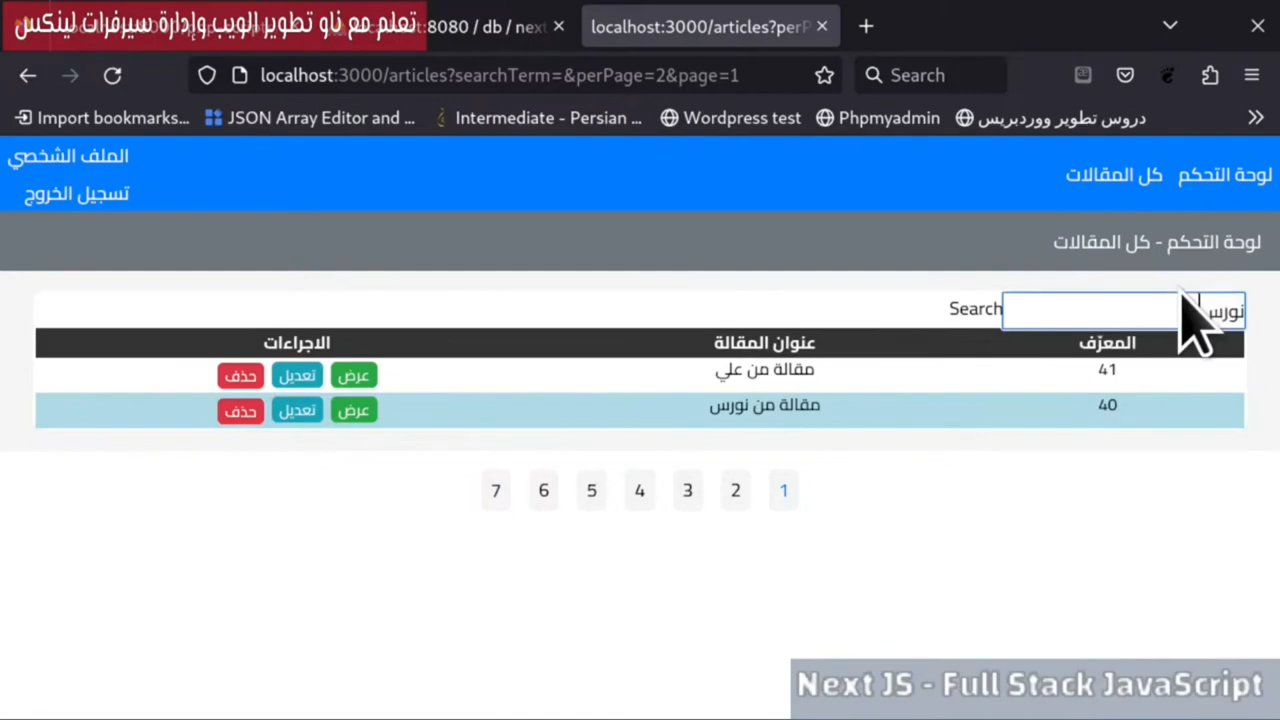 تعلم مع ناو تطوير الويب وإدارة سيرفرات لينكس
:8080 / db / next
localhost:3000/articles?perP
localhost:3000/articles?searchTerm=&perPage=2&page=1
Search
Import bookmarks...
JSON Array Editor and ...
Intermediate - Persian ...
Wordpress test
Phpmyadmin
دروس تطوير ووردبريس
لوحة التحكم
كل المقالات
الملف الشخصي
تسجيل الخروج
لوحة التحكم - كل المقالات
نورس
Search
المعرّف عنوان المقالة الاجراءات
41 مقالة من علي عرض تعديل حذف
40 مقالة من نورس عرض تعديل حذف
1 2 3 4 5 6 7
Next JS - Full Stack JavaScript